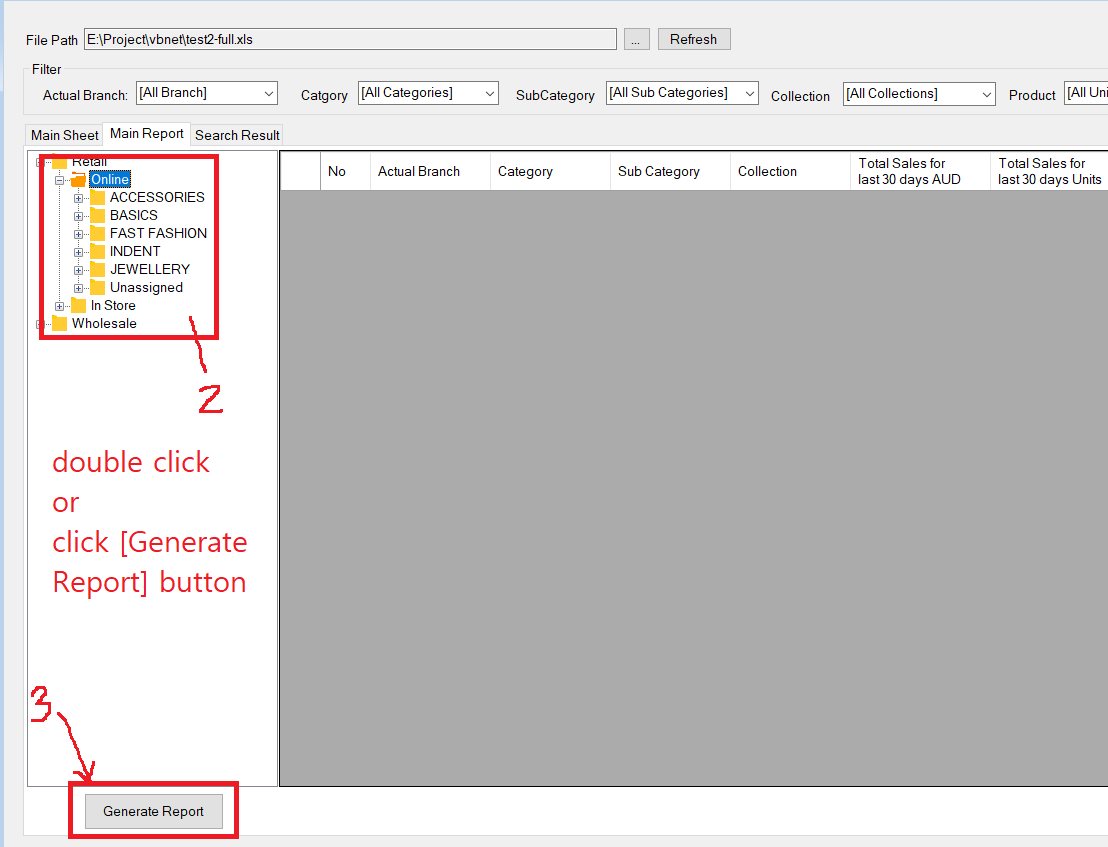 File Path E:\Project\vbnet\test2-full.xls ... Refresh
Filter
Actual Branch: [All Branch] Catgory [All Categories] SubCategory [All Sub Categories] Collection [All Collections] Product [All Uni
Main Sheet Main Report Search Result
Retail
Online
ACCESSORIES
BASICS
FAST FASHION
INDENT
JEWELLERY
Unassigned
In Store
Wholesale
No Actual Branch Category Sub Category Collection Total Sales for last 30 days AUD Total Sales for last 30 days Units
2
double click
or
click [Generate
Report] button
3
Generate Report